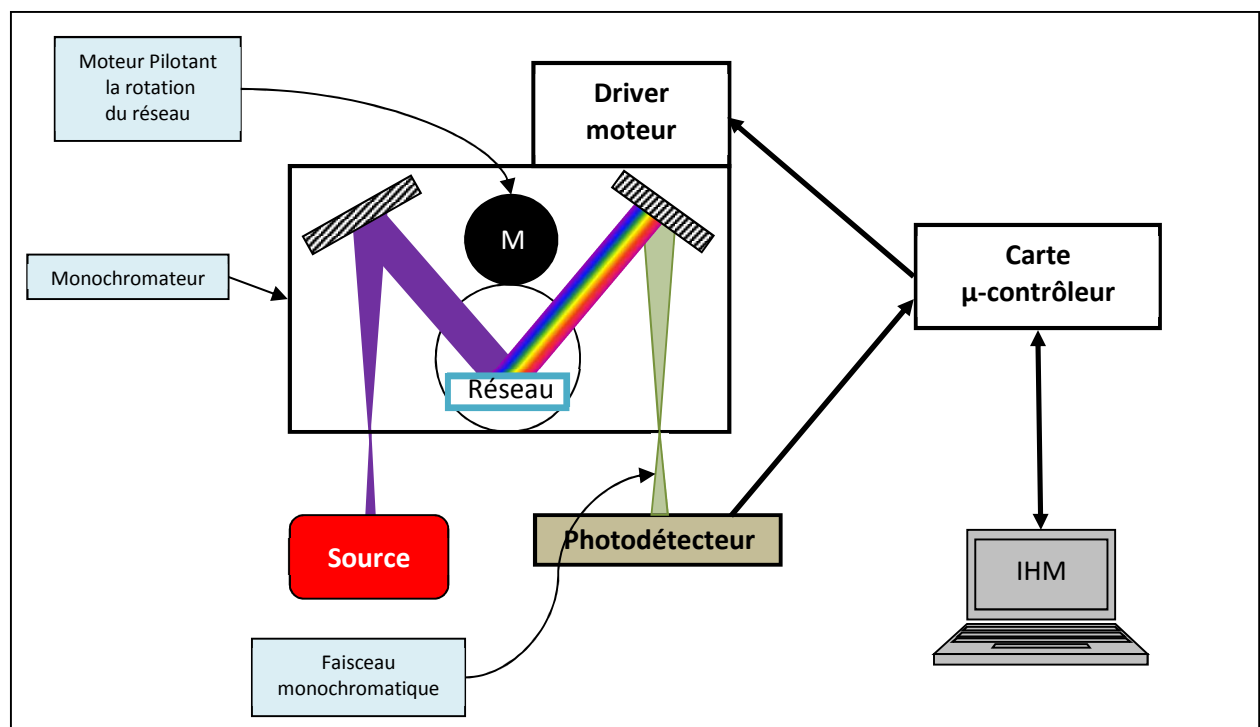 Moteur Pilotant
la rotation
du réseau
Driver
moteur
M
Monochromateur
Réseau
Carte
µ-contrôleur
Source
Photodétecteur
IHM
Faisceau
monochromatique